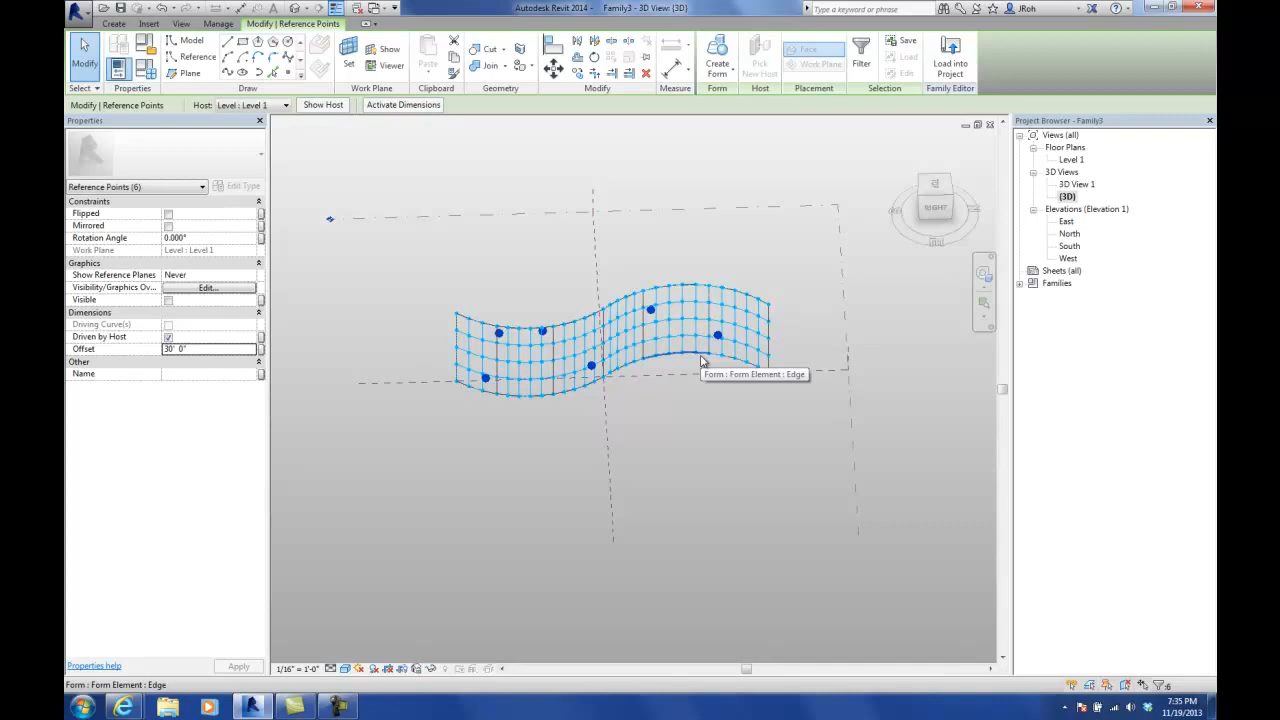 Autodesk Revit 2014 - Family3 - 3D View: {3D}
Type a keyword or phrase
JRoh
Create Insert View Manage Modify | Reference Points
Modify
Model
Reference
Plane
Set
Show
Viewer
Paste
Cut
Join
Create Form
Pick New Host
Face
Work Plane
Filter
Save
Load
Edit
Load into Project
Select Properties Draw Work Plane Clipboard Geometry Modify Measure Form Host Placement Selection Family Editor
Modify | Reference Points Host: Level : Level 1 Show Host Activate Dimensions
Properties
Reference Points (6) Edit Type
Constraints
Flipped
Mirrored
Rotation Angle 0.000°
Work Plane Level : Level 1
Graphics
Show Reference Planes Never
Visibility/Graphics Ov... Edit...
Visible
Dimensions
Driving Curve(s)
Driven by Host
Offset 30' 0"
Other
Name
Properties help Apply
RIGHT
Form : Form Element : Edge
Project Browser - Family3
Views (all)
Floor Plans
Level 1
3D Views
3D View 1
{3D}
Elevations (Elevation 1)
East
North
South
West
Sheets (all)
Families
1/16" = 1'-0"
Form : Form Element : Edge
:6
7:35 PM
11/19/2013